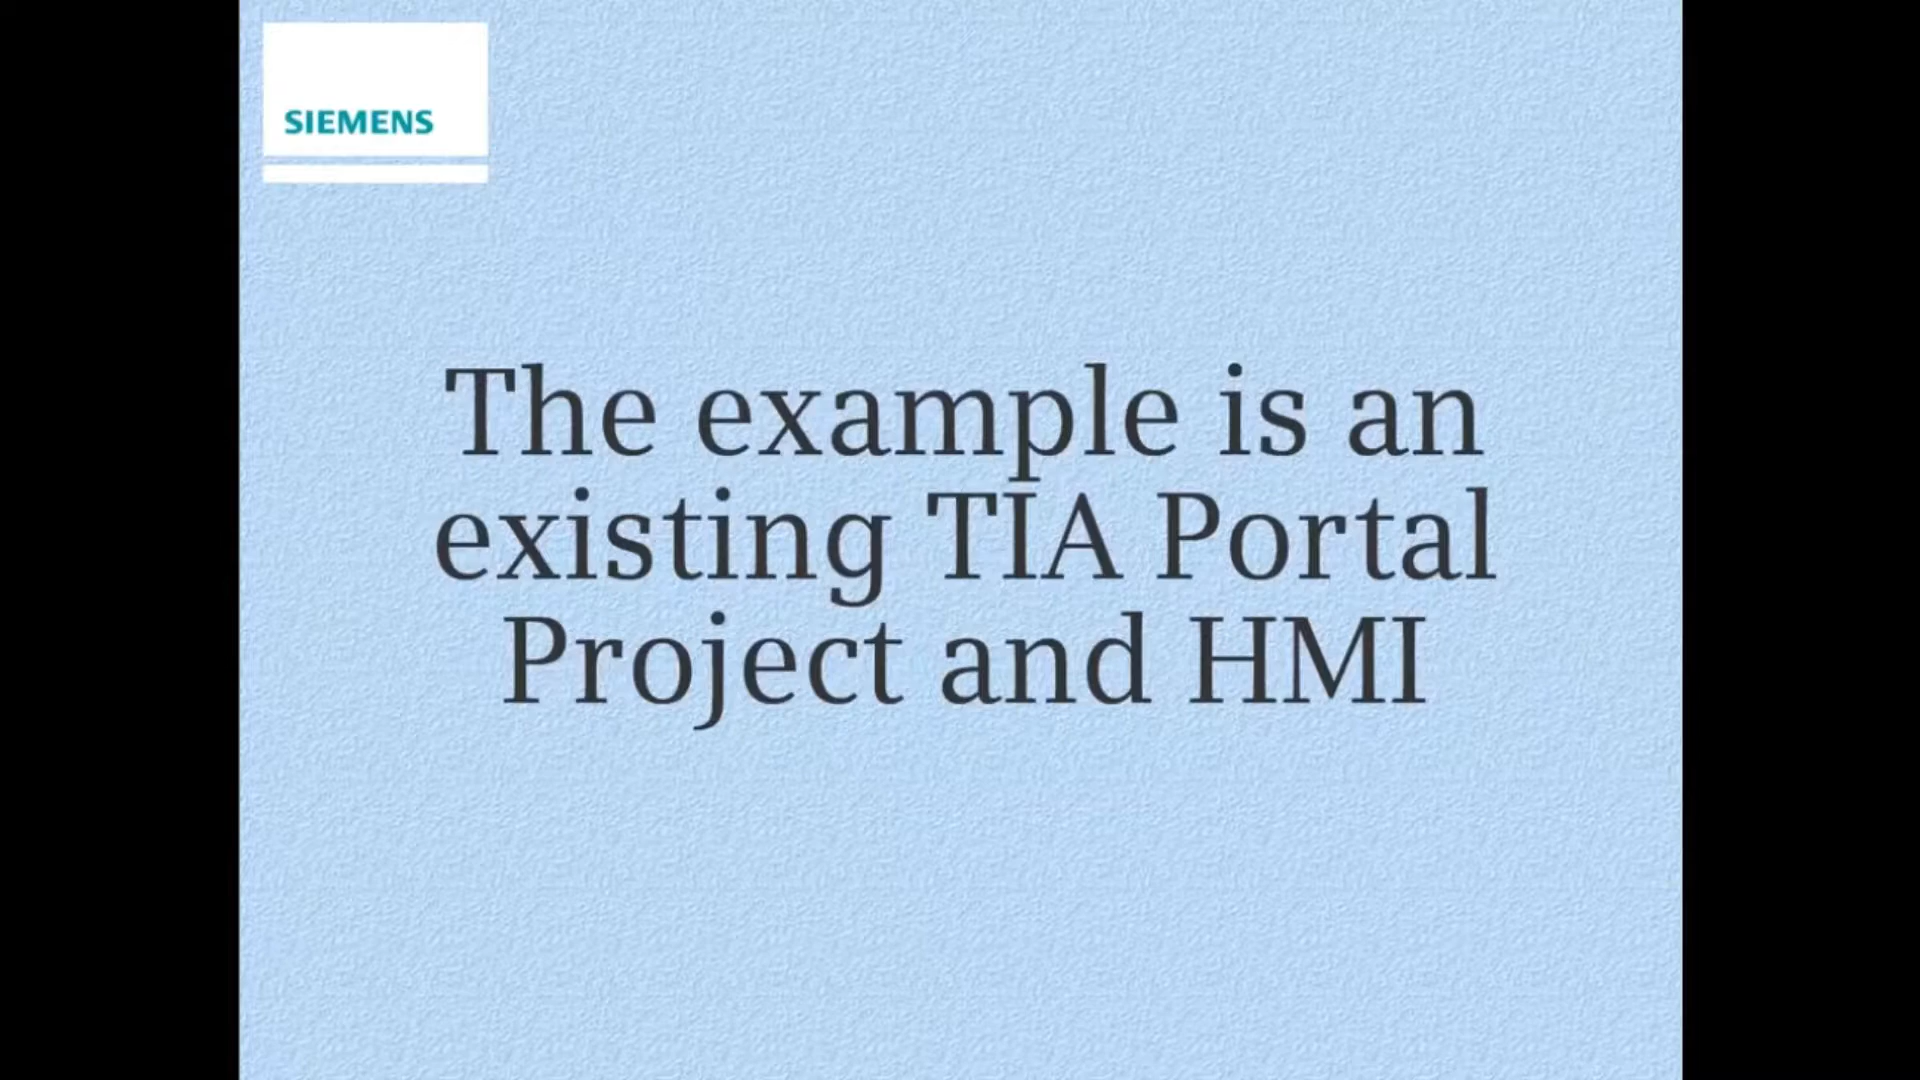 SIEMENS
The example is an
existing TIA Portal
Project and HMI